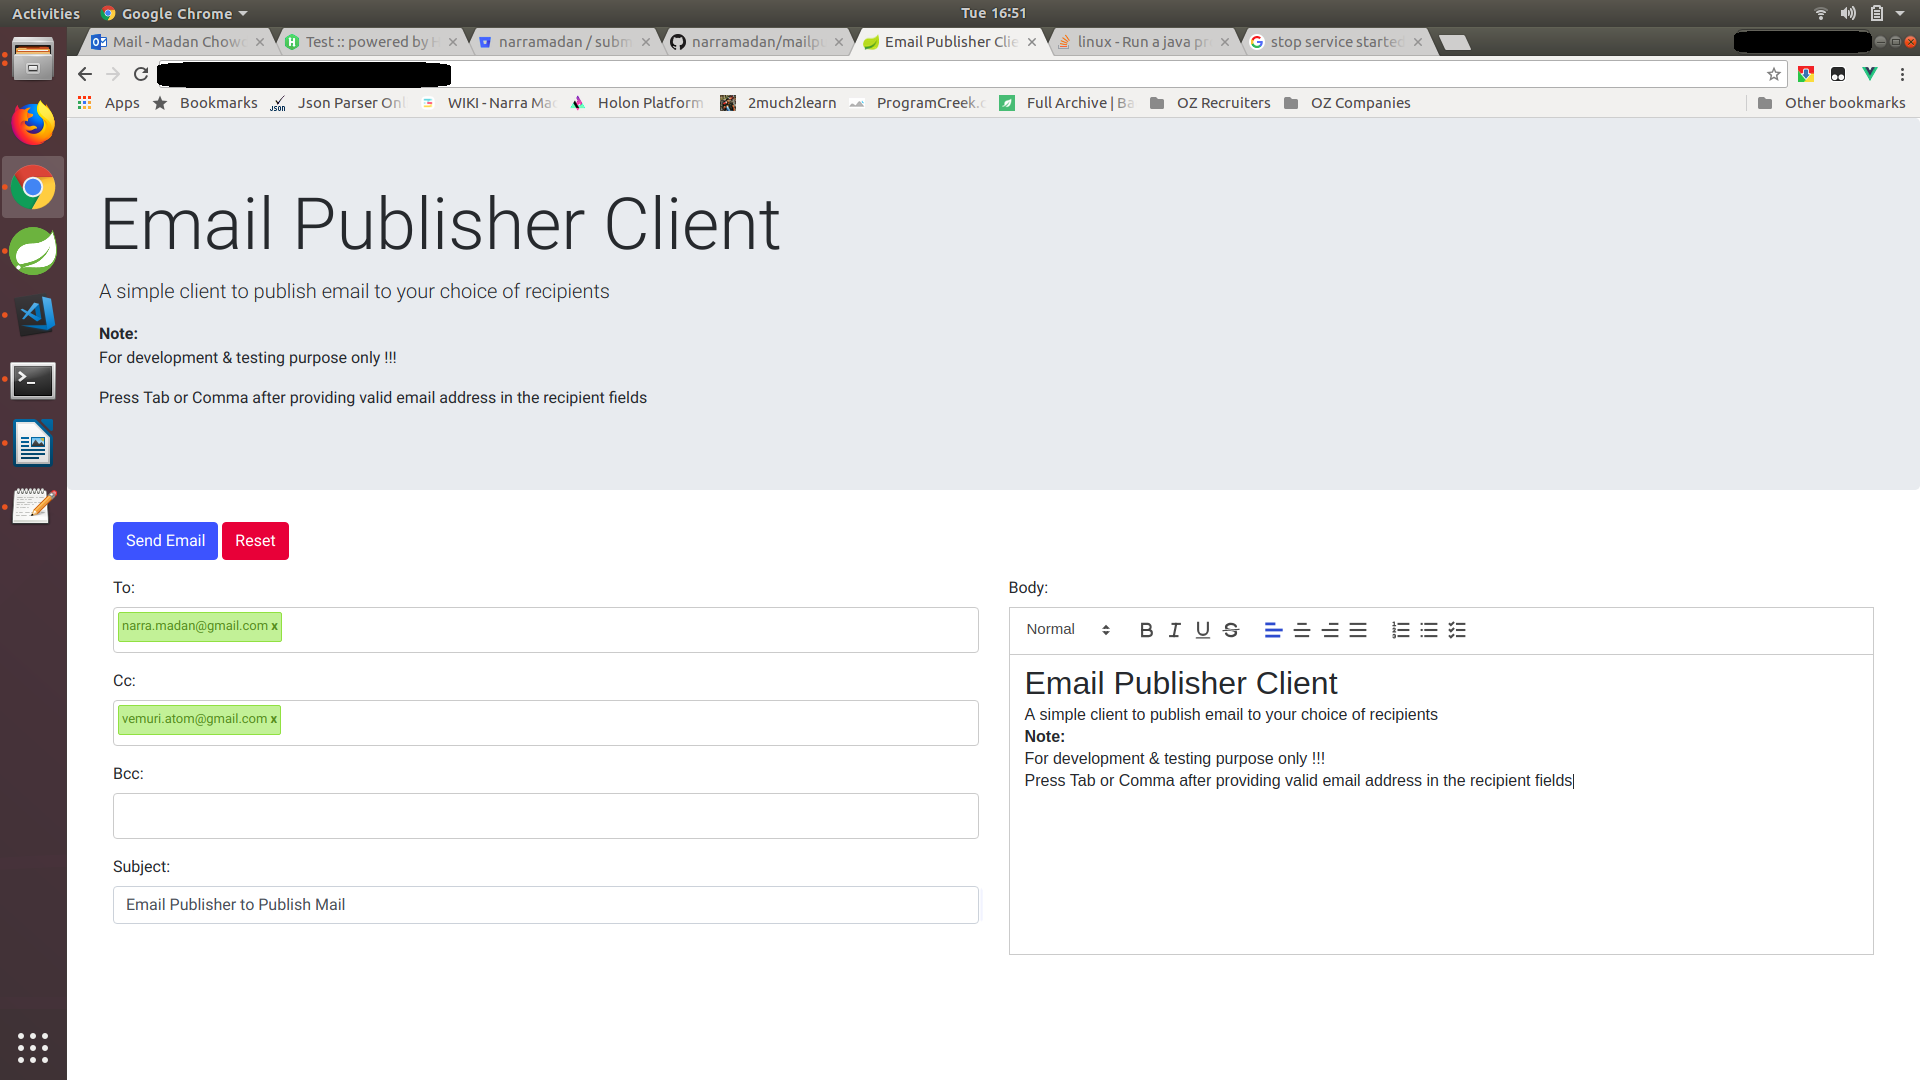 Activities Google Chrome Tue 16:51
Mail - Madan Chow Test :: powered by narramadan / subm narramadan/mailpu Email Publisher Clie linux - Run a java pr stop service started
Apps Bookmarks Json Parser Onl WIKI - Narra Mad Holon Platform 2much2learn ProgramCreek.c Full Archive | Ba OZ Recruiters OZ Companies Other bookmarks
Email Publisher Client
A simple client to publish email to your choice of recipients
Note:
For development & testing purpose only !!!
Press Tab or Comma after providing valid email address in the recipient fields
Send Email Reset
To:
narra.madan@gmail.com x
Cc:
vemuri.atom@gmail.com x
Bcc:
Subject:
Email Publisher to Publish Mail
Body:
Normal B I U S
Email Publisher Client
A simple client to publish email to your choice of recipients
Note:
For development & testing purpose only !!!
Press Tab or Comma after providing valid email address in the recipient fields